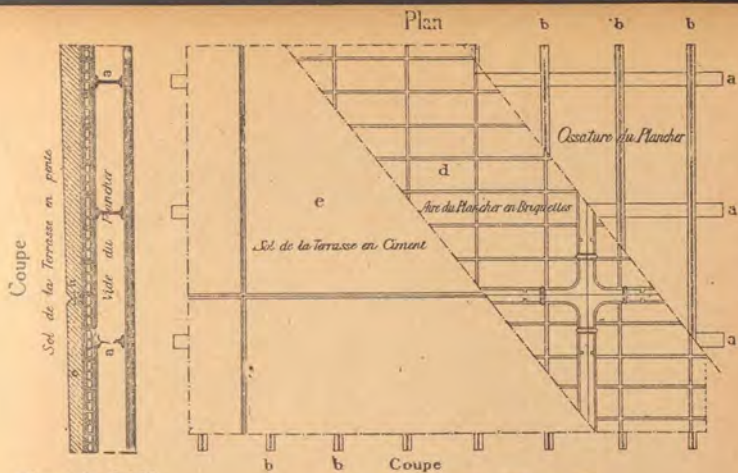 Plan
b b b
a
Ossature du Plancher
d
Aire du Plancher en Briquettes
a
e
Sol de la Terrasse en Ciment
a
b b Coupe
Coupe
Sol de la Terrasse en pente
Vide du Plancher
a
a